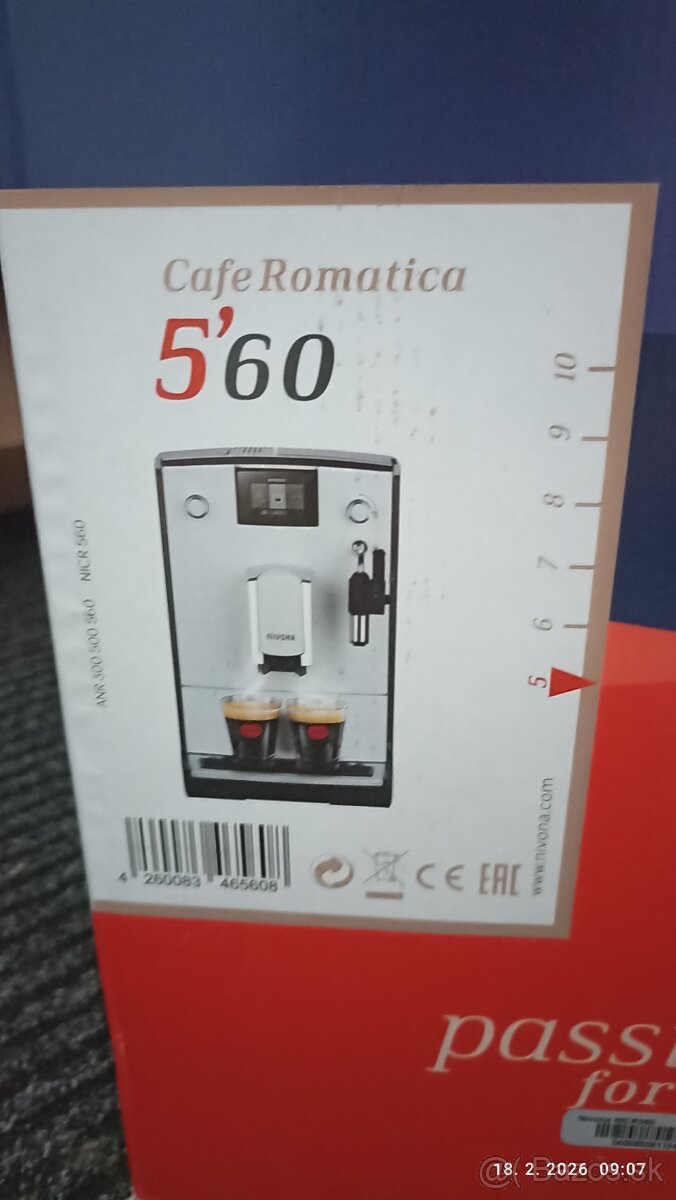 CafeRomatica
5’60
10
9
8
7
6
5
NICR 560
ANR 300 500 560
NIVONA
4 260083 465608
CE EAC
www.nivona.com
pass
for
18. 2. 2026 09:07
@ Bazos.sk